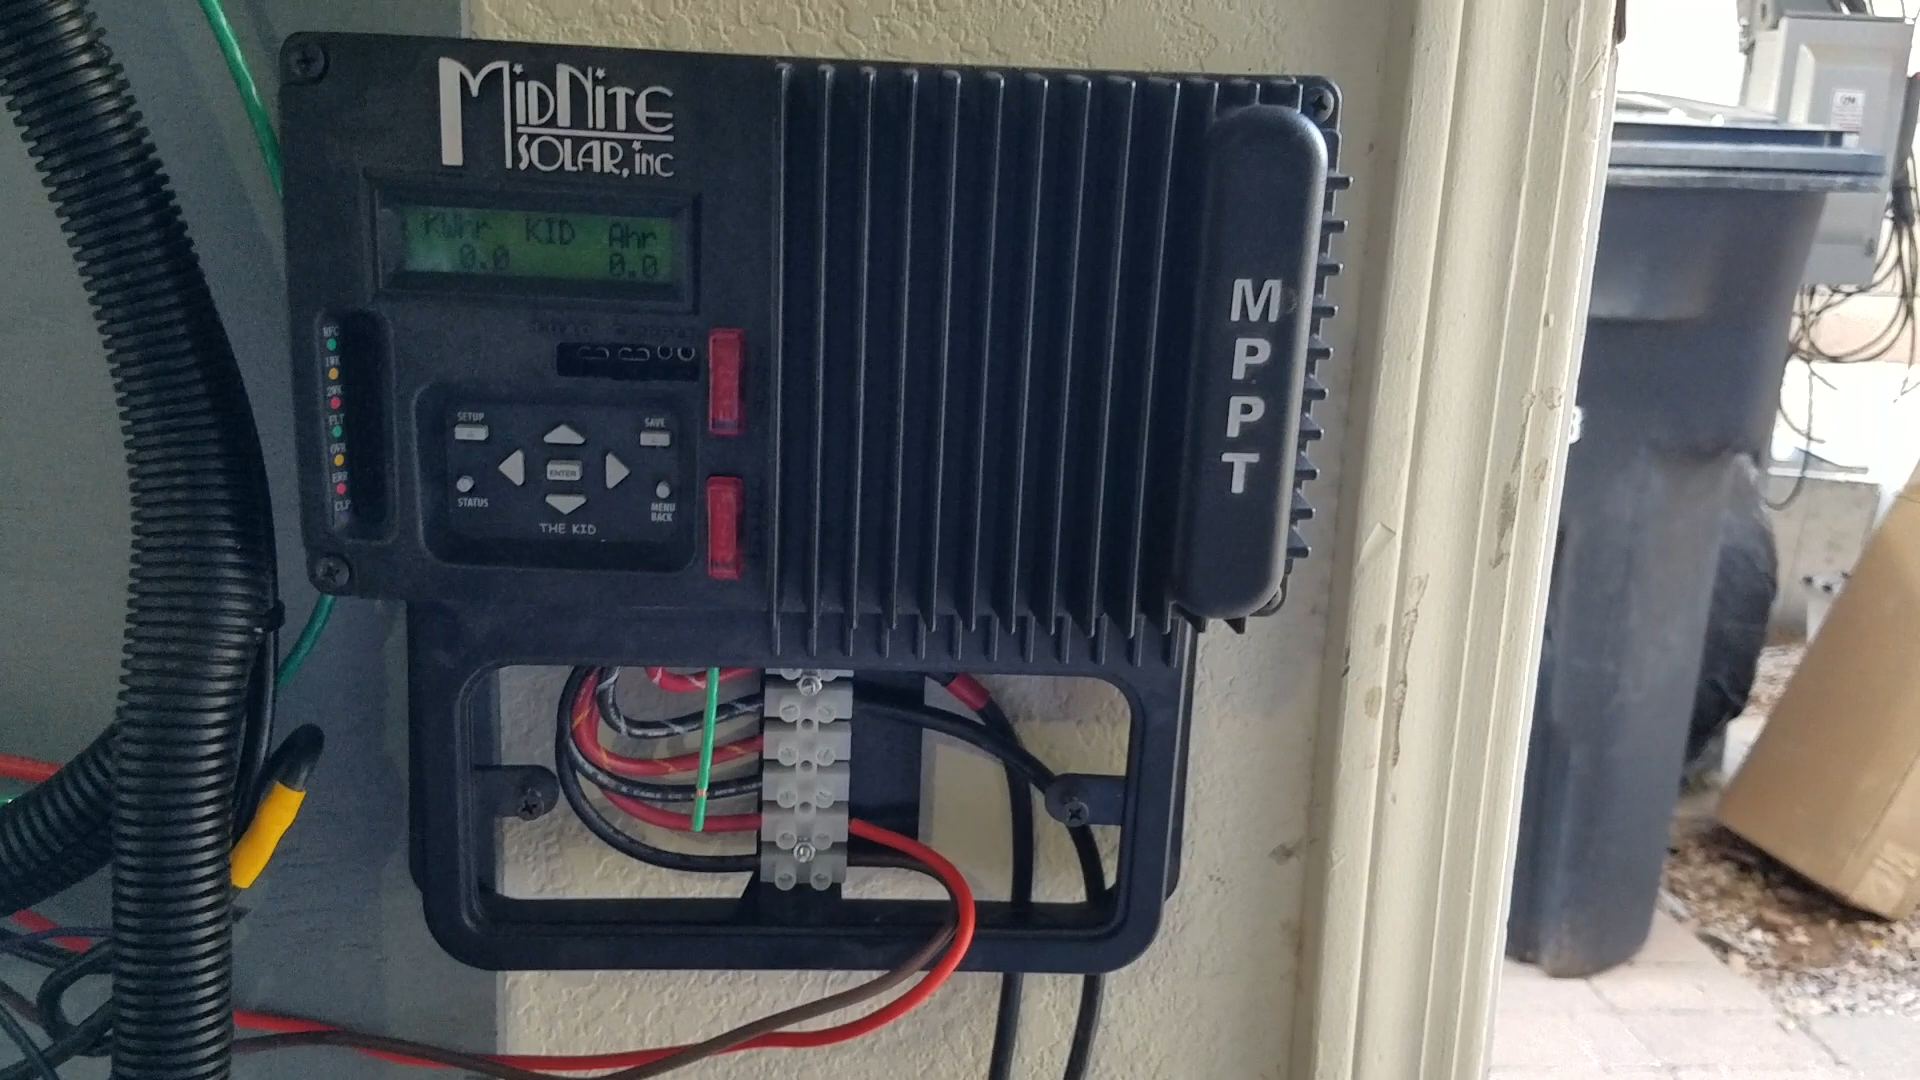 MIDNITE
SOLAR, INC
KWhr KID Ahr
0.0 0.0
SETUP
SAVE
ENTER
STATUS
MENU
BACK
THE KID
MPPT